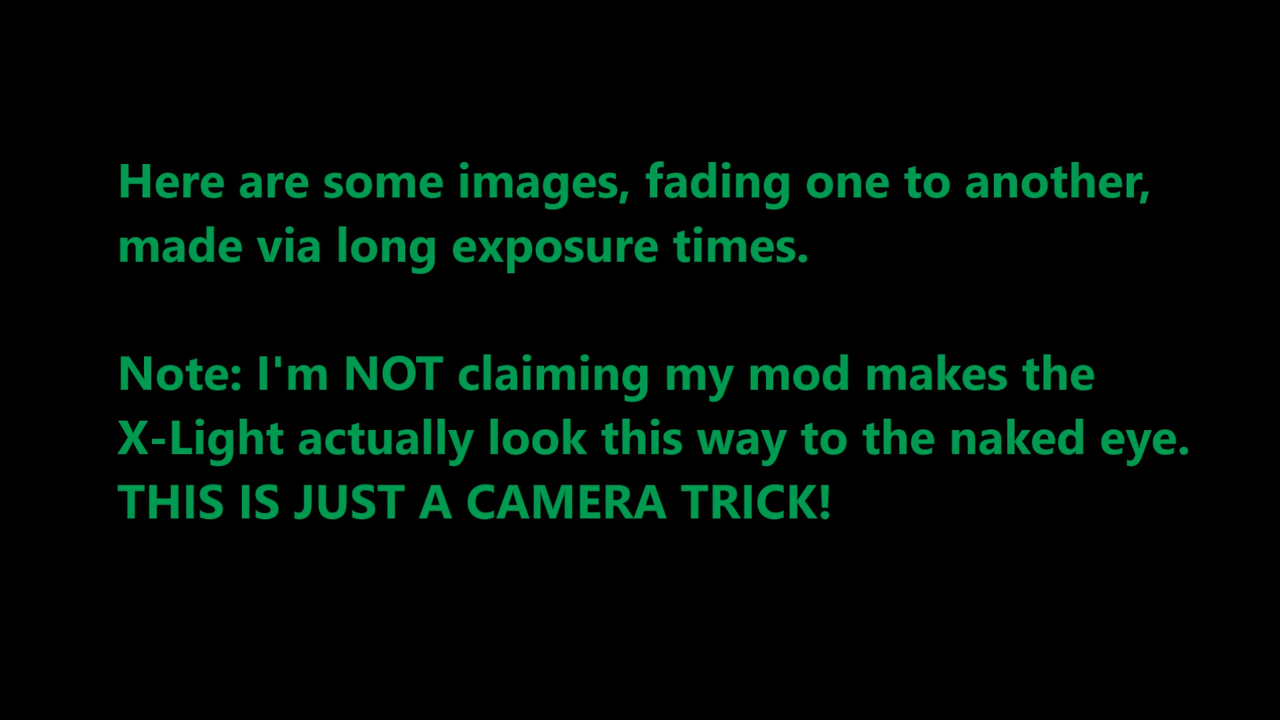 Here are some images, fading one to another,
made via long exposure times.
Note: I'm NOT claiming my mod makes the
X-Light actually look this way to the naked eye.
THIS IS JUST A CAMERA TRICK!